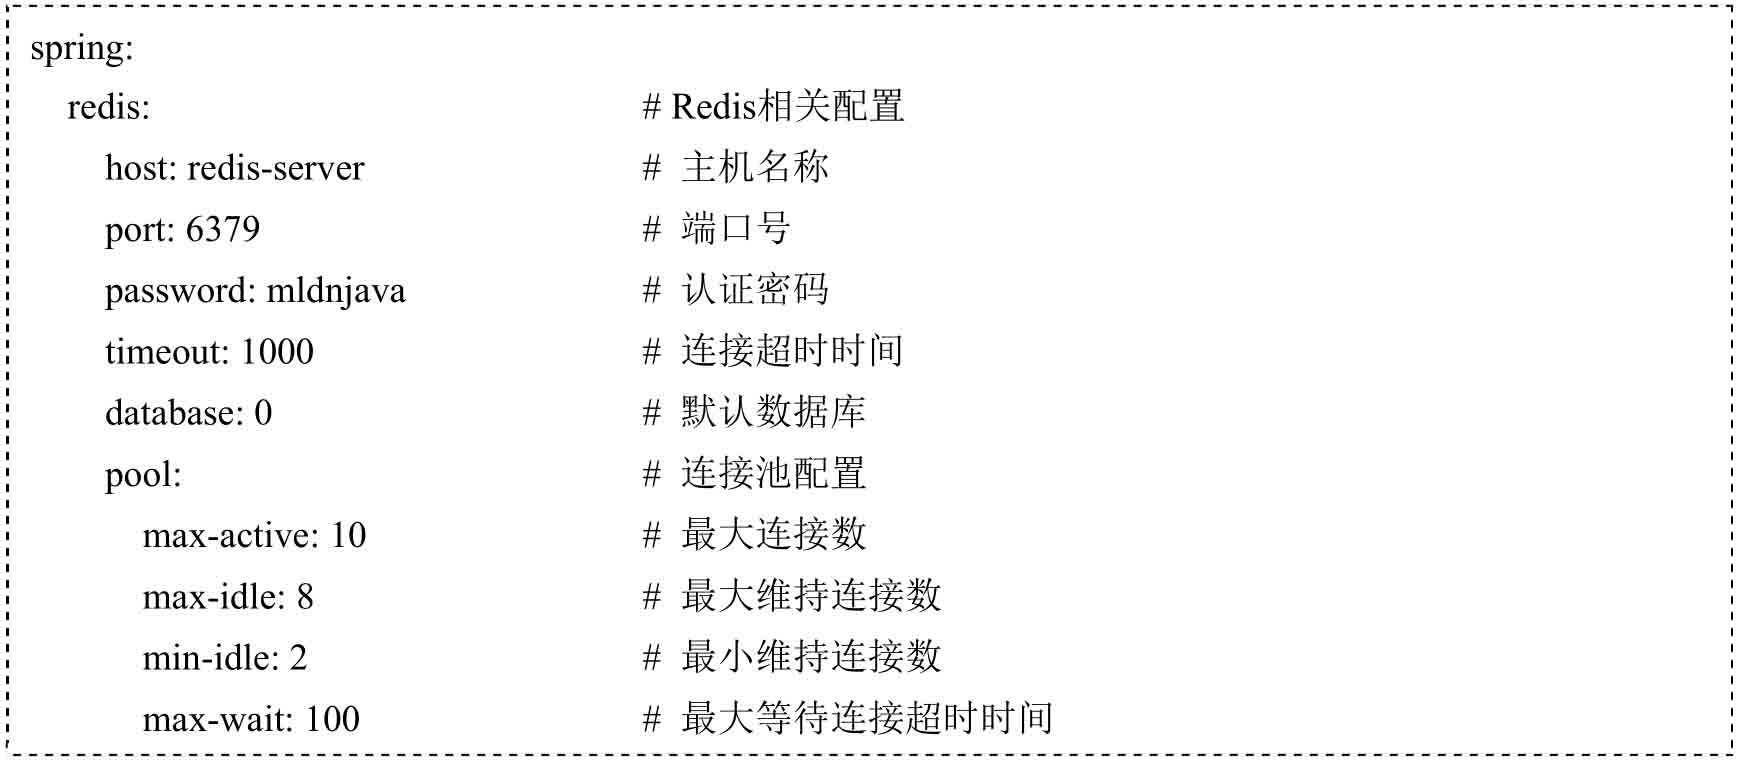 spring:
redis: # Redis相关配置
host: redis-server # 主机名称
port: 6379 # 端口号
password: mldnjava # 认证密码
timeout: 1000 # 连接超时时间
database: 0 # 默认数据库
pool: # 连接池配置
max-active: 10 # 最大连接数
max-idle: 8 # 最大维持连接数
min-idle: 2 # 最小维持连接数
max-wait: 100 # 最大等待连接超时时间